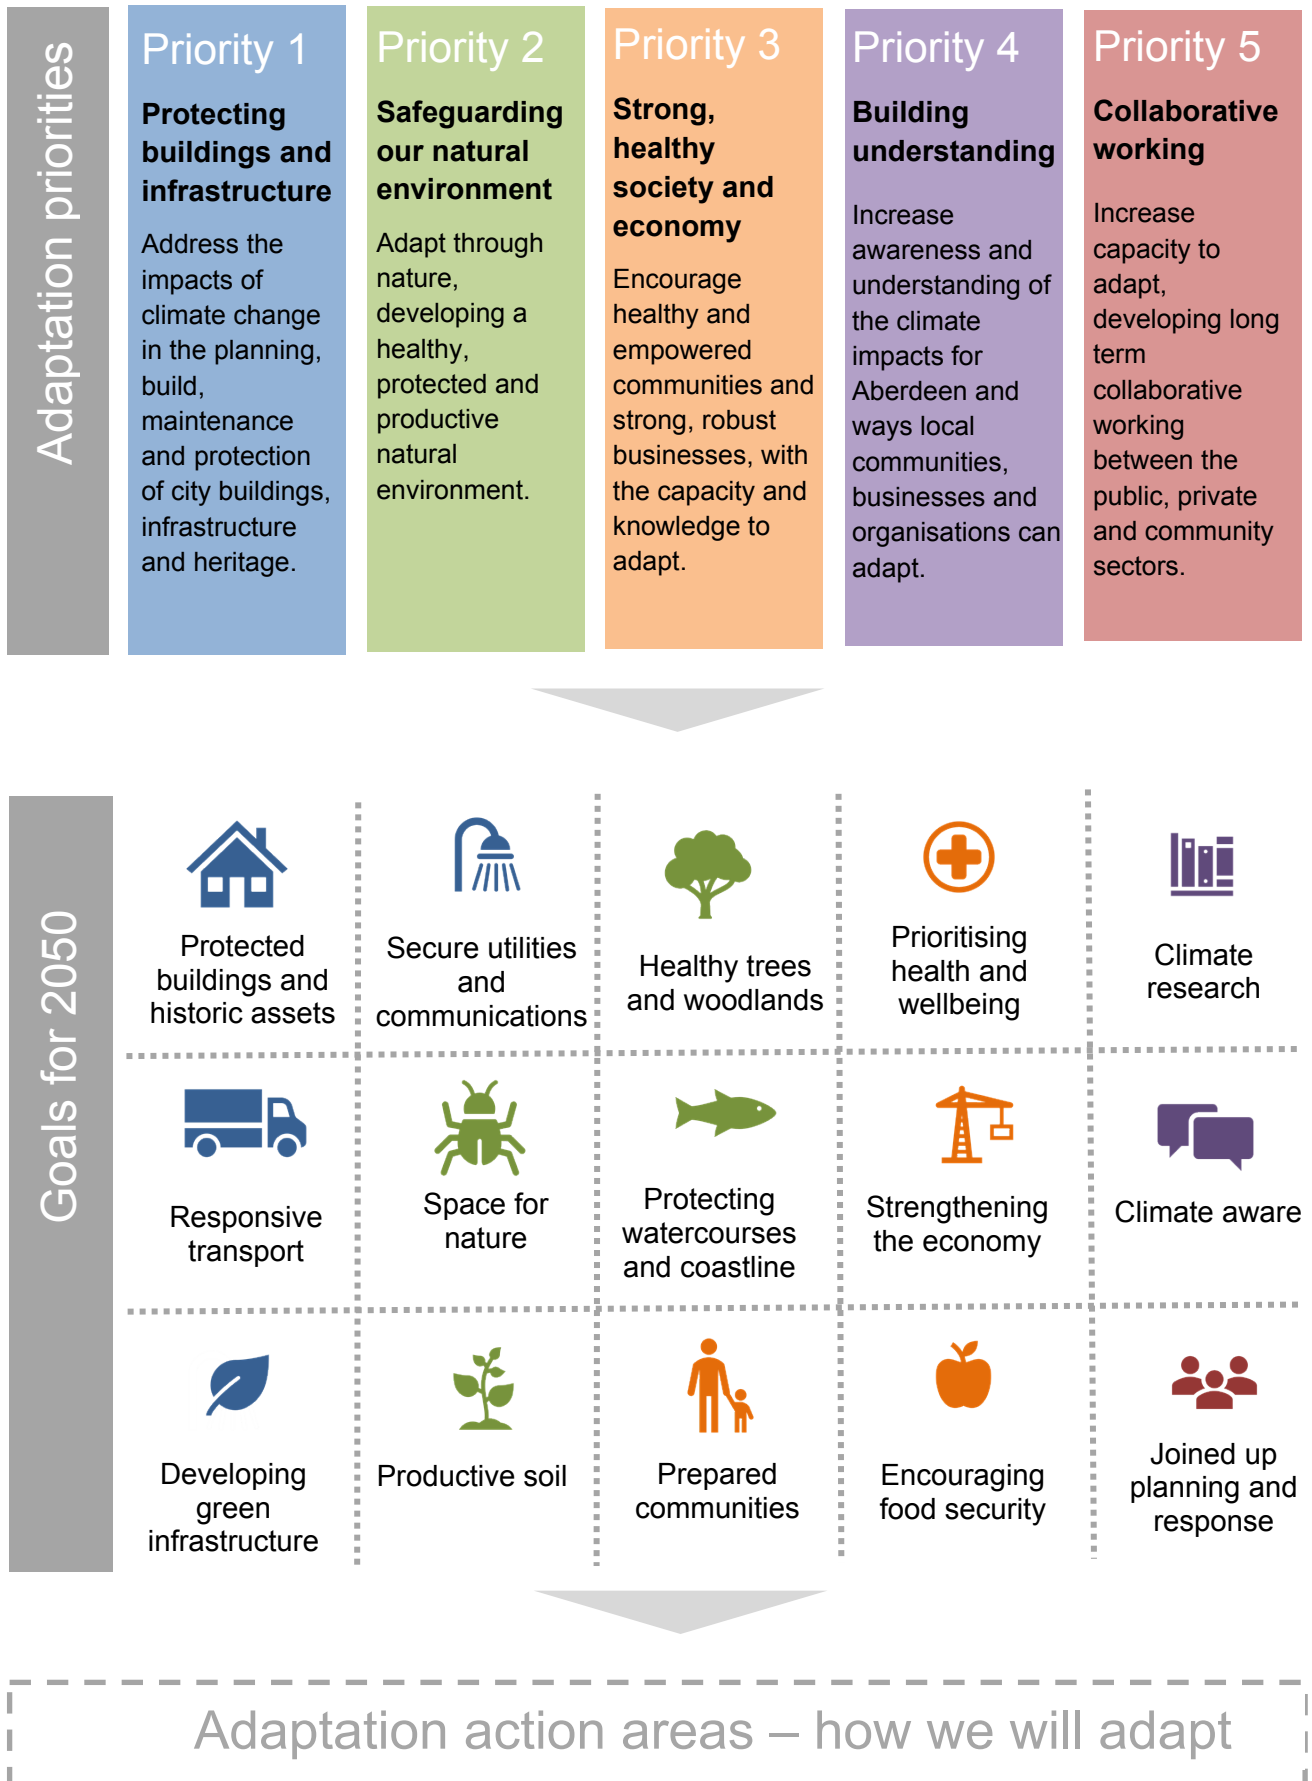 Adaptation priorities
Priority 1
Protecting
buildings and
infrastructure
Address the
impacts of
climate change
in the planning,
build,
maintenance
and protection
of city buildings,
infrastructure
and heritage.
Priority 2
Safeguarding
our natural
environment
Adapt through
nature,
developing a
healthy,
protected and
productive
natural
environment.
Priority 3
Strong,
healthy
society and
economy
Encourage
healthy and
empowered
communities and
strong, robust
businesses, with
the capacity and
knowledge to
adapt.
Priority 4
Building
understanding
Increase
awareness and
understanding of
the climate
impacts for
Aberdeen and
ways local
communities,
businesses and
organisations can
adapt.
Priority 5
Collaborative
working
Increase
capacity to
adapt,
developing long
term
collaborative
working
between the
public, private
and community
sectors.
Goals for 2050
Protected
buildings and
historic assets
Secure utilities
and
communications
Healthy trees
and woodlands
Prioritising
health and
wellbeing
Climate
research
Responsive
transport
Space for
nature
Protecting
watercourses
and coastline
Strengthening
the economy
Climate aware
Developing
green
infrastructure
Productive soil
Prepared
communities
Encouraging
food security
Joined up
planning and
response
Adaptation action areas – how we will adapt